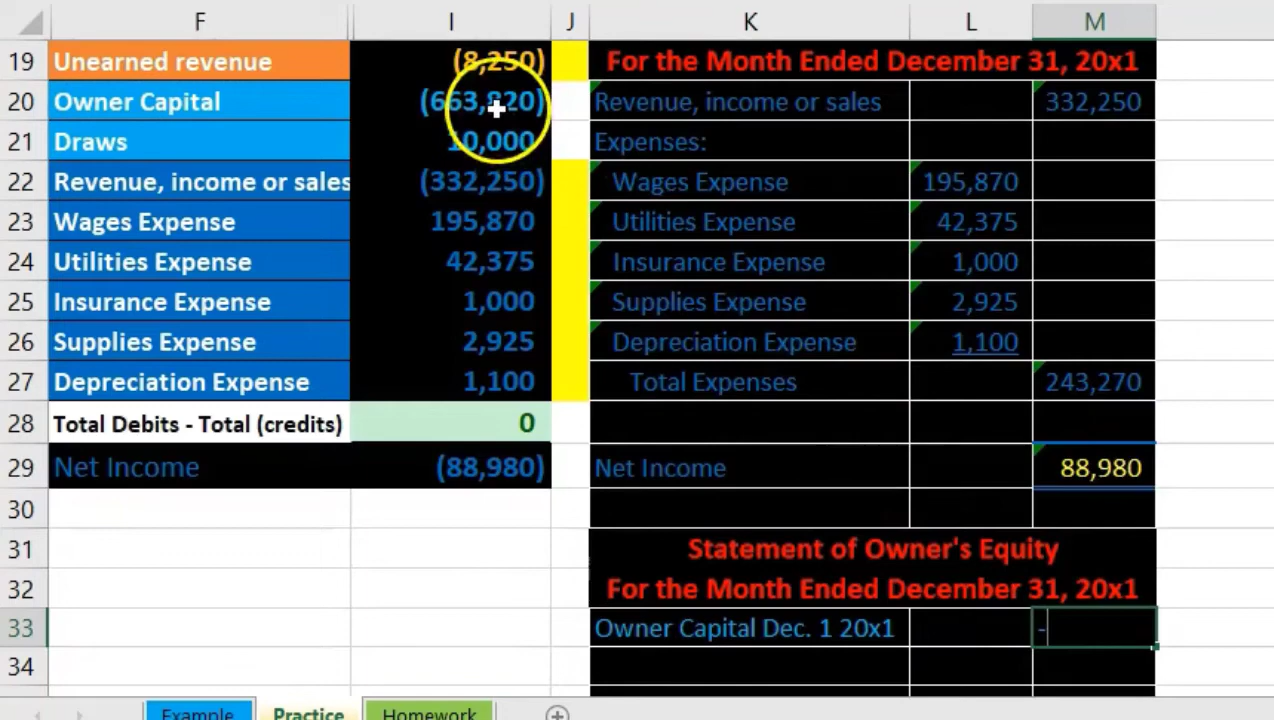 F I J K L M
19 Unearned revenue (8,250) For the Month Ended December 31, 20x1
20 Owner Capital (663,820) Revenue, income or sales 332,250
21 Draws 10,000 Expenses:
22 Revenue, income or sales (332,250) Wages Expense 195,870
23 Wages Expense 195,870 Utilities Expense 42,375
24 Utilities Expense 42,375 Insurance Expense 1,000
25 Insurance Expense 1,000 Supplies Expense 2,925
26 Supplies Expense 2,925 Depreciation Expense 1,100
27 Depreciation Expense 1,100 Total Expenses 243,270
28 Total Debits - Total (credits) 0
29 Net Income (88,980) Net Income 88,980
30
31 Statement of Owner's Equity
32 For the Month Ended December 31, 20x1
33 Owner Capital Dec. 1 20x1 -
34
Example Practice Homework